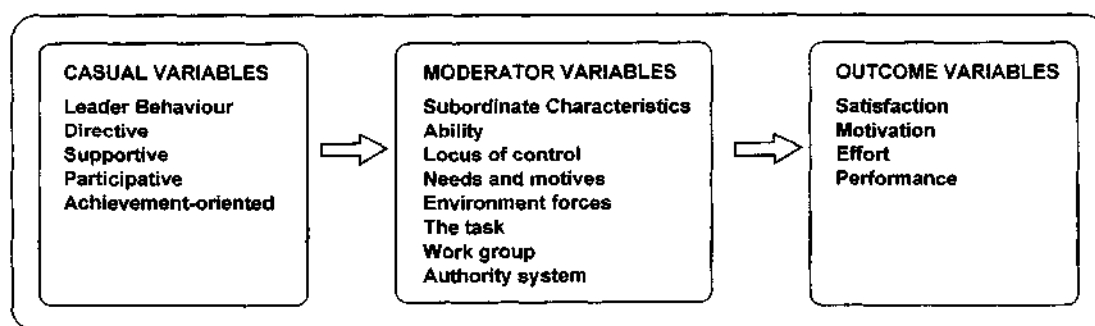 CASUAL VARIABLES
Leader Behaviour
Directive
Supportive
Participative
Achievement-oriented
MODERATOR VARIABLES
Subordinate Characteristics
Ability
Locus of control
Needs and motives
Environment forces
The task
Work group
Authority system
OUTCOME VARIABLES
Satisfaction
Motivation
Effort
Performance